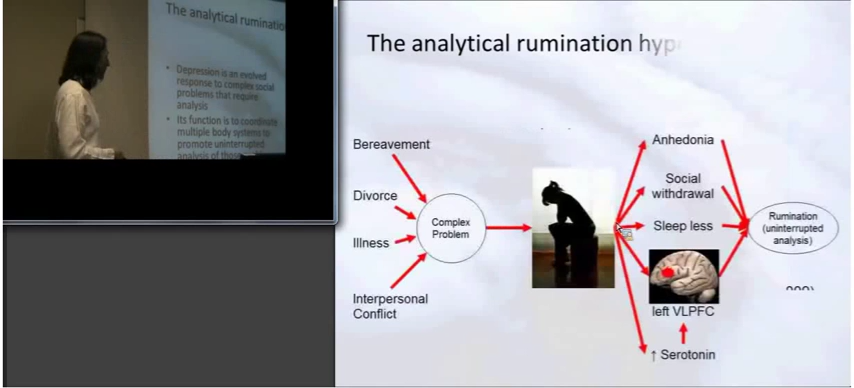 The analytical ruminatio
• Depression is an evolved
response to complex social
problems that require
analysis
• Its function is to coordinate
multiple body systems to
promote uninterrupted
analysis of those
The analytical rumination hyp
Bereavement
Divorce
Illness
Interpersonal
Conflict
Complex
Problem
Anhedonia
Social
withdrawal
Sleep less
left VLPFC
↑ Serotonin
Rumination
(uninterrupted
analysis)